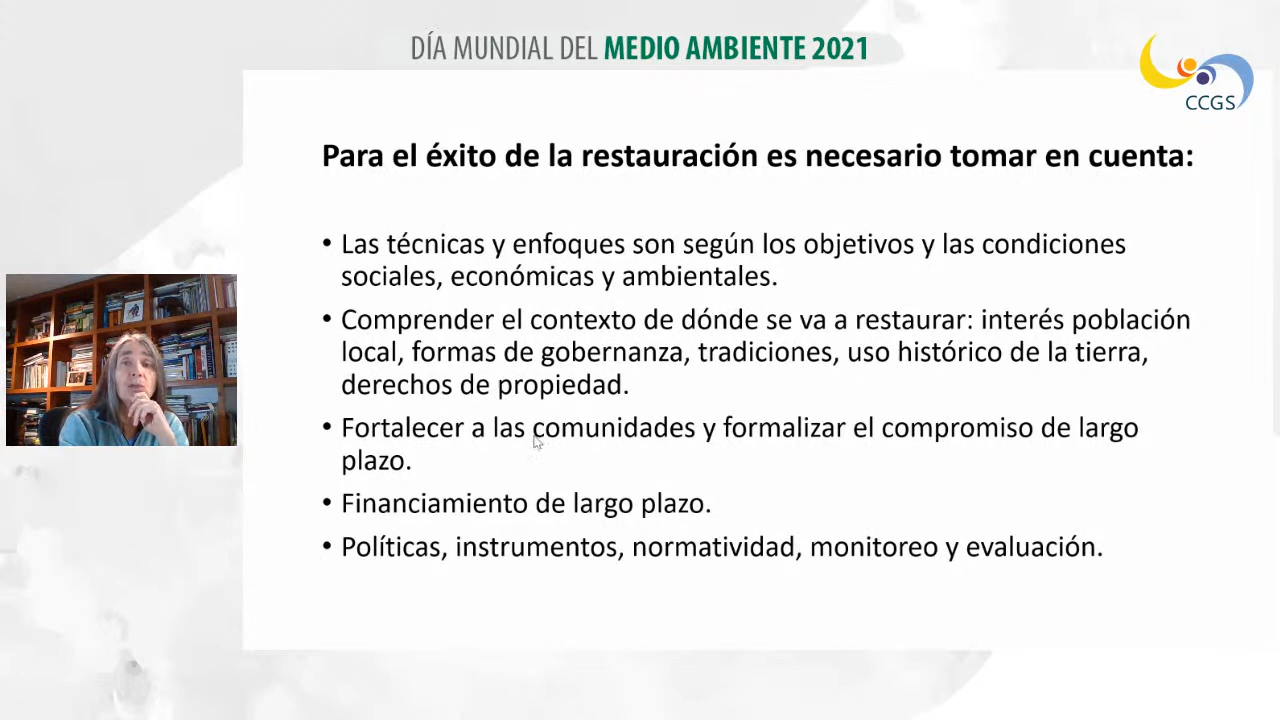 DÍA MUNDIAL DEL MEDIO AMBIENTE 2021
CCGS
Para el éxito de la restauración es necesario tomar en cuenta:
• Las técnicas y enfoques son según los objetivos y las condiciones
sociales, económicas y ambientales.
• Comprender el contexto de dónde se va a restaurar: interés población
local, formas de gobernanza, tradiciones, uso histórico de la tierra,
derechos de propiedad.
• Fortalecer a las comunidades y formalizar el compromiso de largo
plazo.
• Financiamiento de largo plazo.
• Políticas, instrumentos, normatividad, monitoreo y evaluación.